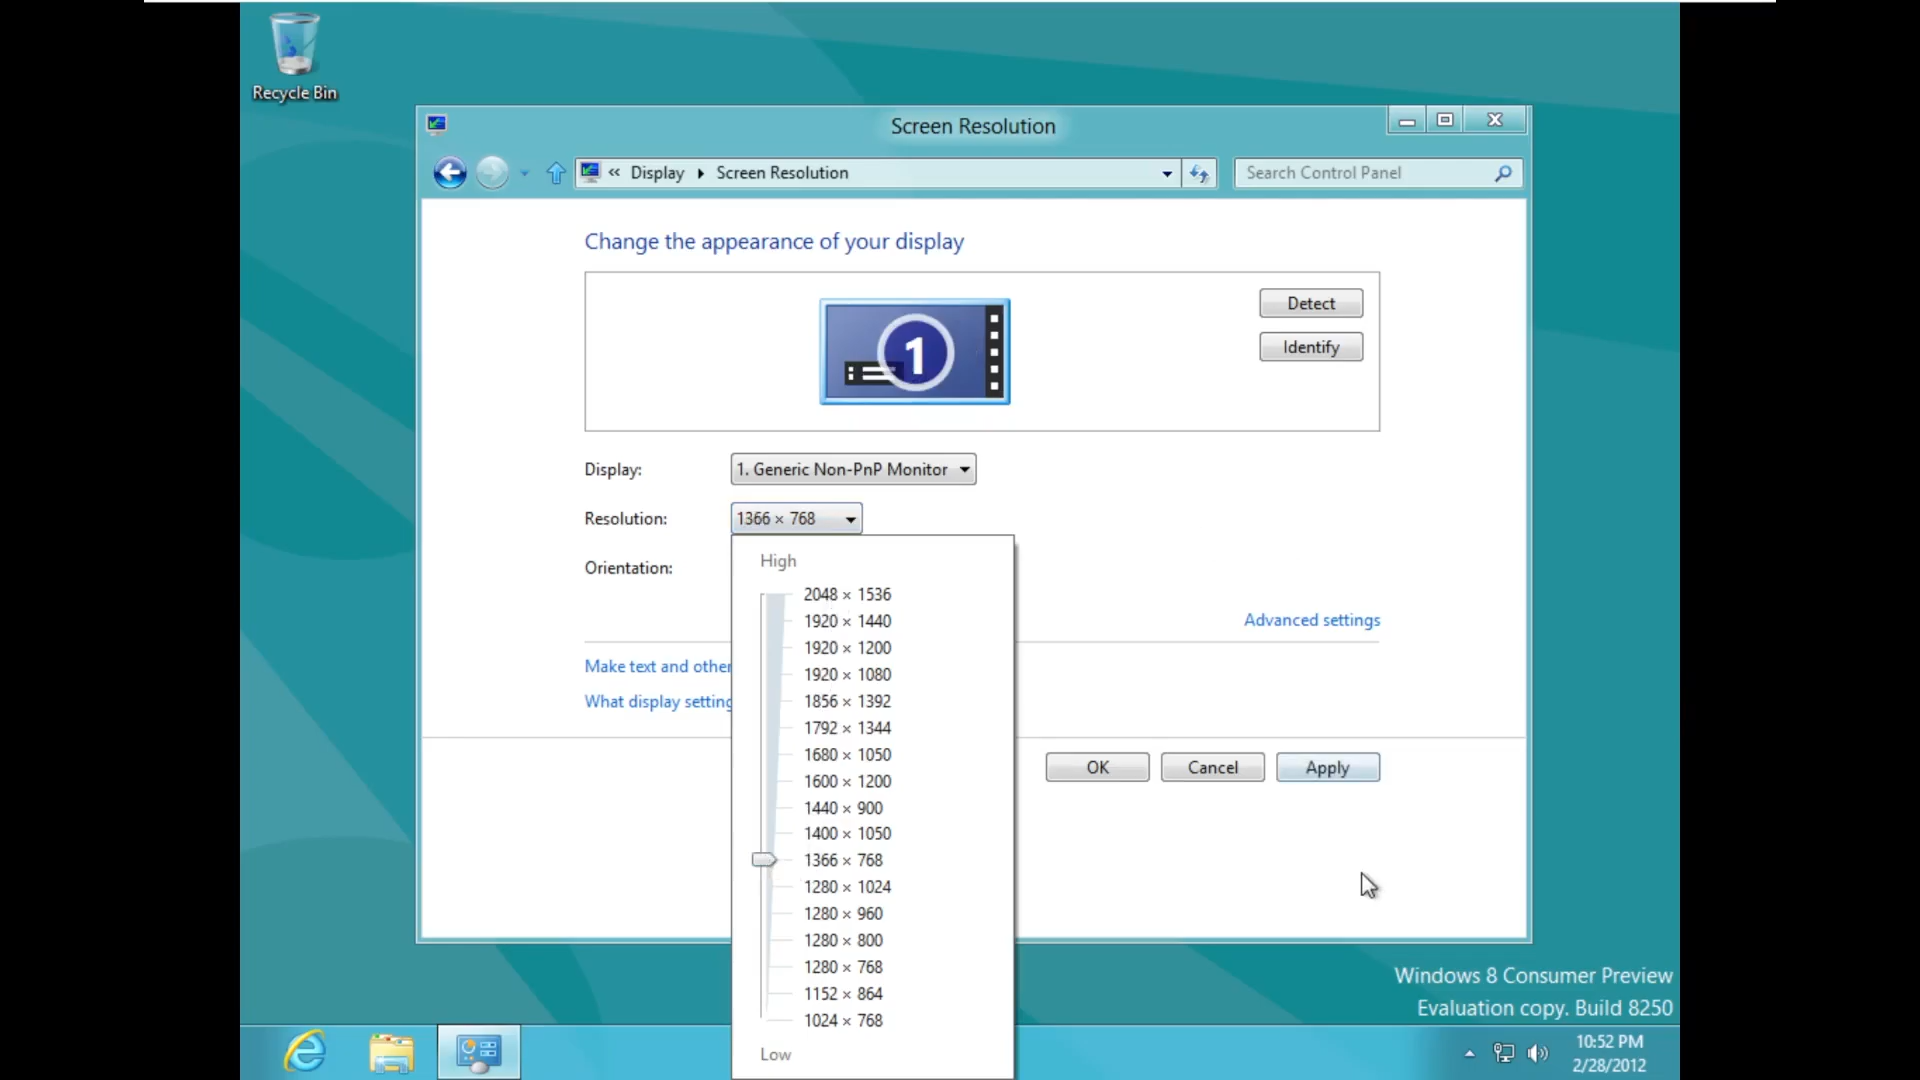 Recycle Bin
Screen Resolution
« Display Screen Resolution
Search Control Panel
Change the appearance of your display
1
Detect
Identify
Display:
1. Generic Non-PnP Monitor
Resolution:
1366 × 768
Orientation:
High
2048 × 1536
1920 × 1440
1920 × 1200
1920 × 1080
1856 × 1392
1792 × 1344
1680 × 1050
1600 × 1200
1440 × 900
1400 × 1050
1366 × 768
1280 × 1024
1280 × 960
1280 × 800
1280 × 768
1152 × 864
1024 × 768
Low
Advanced settings
Make text and other
What display setting
OK
Cancel
Apply
Windows 8 Consumer Preview
Evaluation copy. Build 8250
10:52 PM
2/28/2012